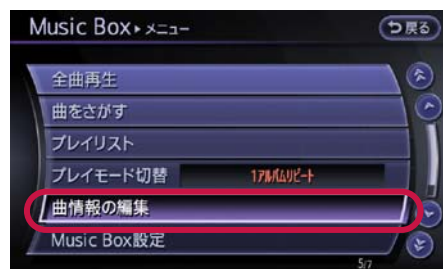 Music Box▶メニュー
戻る
全曲再生
曲をさがす
プレイリスト
プレイモード切替 1アルバムリピート
曲情報の編集
Music Box設定
5/7